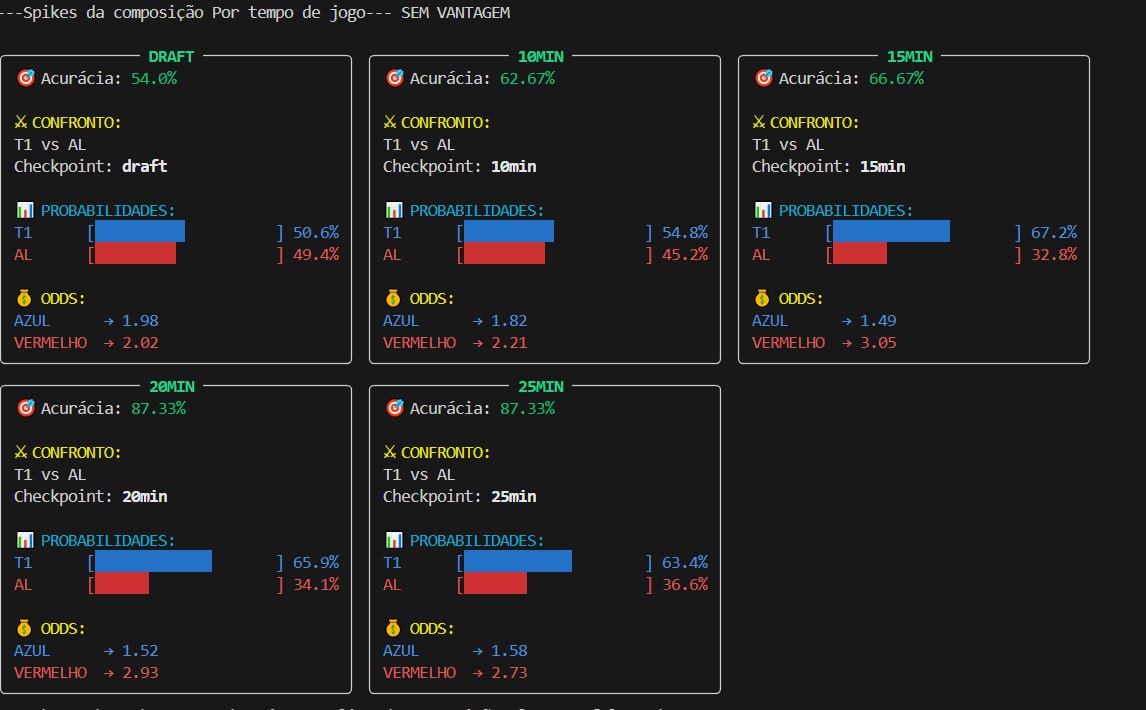 ---Spikes da composição Por tempo de jogo--- SEM VANTAGEM
DRAFT
🎯 Acurácia: 54.0%
⚔ CONFRONTO:
T1 vs AL
Checkpoint: draft
📊 PROBABILIDADES:
T1 [ ] 50.6%
AL [ ] 49.4%
💰 ODDS:
AZUL → 1.98
VERMELHO → 2.02
10MIN
🎯 Acurácia: 62.67%
⚔ CONFRONTO:
T1 vs AL
Checkpoint: 10min
📊 PROBABILIDADES:
T1 [ ] 54.8%
AL [ ] 45.2%
💰 ODDS:
AZUL → 1.82
VERMELHO → 2.21
15MIN
🎯 Acurácia: 66.67%
⚔ CONFRONTO:
T1 vs AL
Checkpoint: 15min
📊 PROBABILIDADES:
T1 [ ] 67.2%
AL [ ] 32.8%
💰 ODDS:
AZUL → 1.49
VERMELHO → 3.05
20MIN
🎯 Acurácia: 87.33%
⚔ CONFRONTO:
T1 vs AL
Checkpoint: 20min
📊 PROBABILIDADES:
T1 [ ] 65.9%
AL [ ] 34.1%
💰 ODDS:
AZUL → 1.52
VERMELHO → 2.93
25MIN
🎯 Acurácia: 87.33%
⚔ CONFRONTO:
T1 vs AL
Checkpoint: 25min
📊 PROBABILIDADES:
T1 [ ] 63.4%
AL [ ] 36.6%
💰 ODDS:
AZUL → 1.58
VERMELHO → 2.73